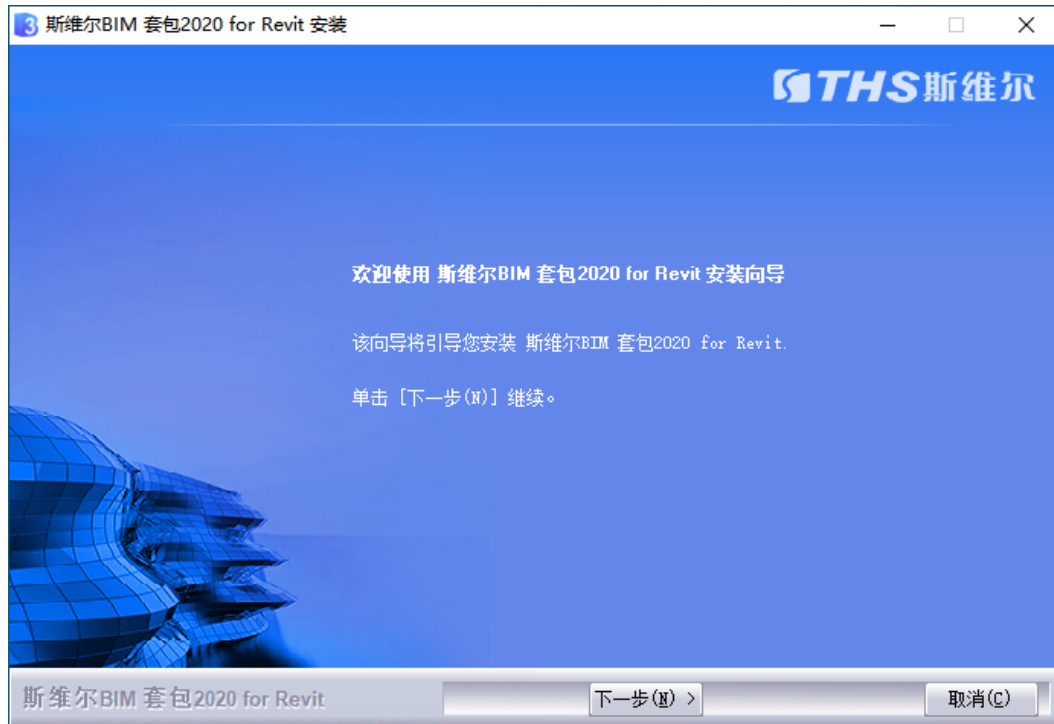 斯维尔BIM 套包2020 for Revit 安装
THS斯维尔
欢迎使用 斯维尔BIM 套包2020 for Revit 安装向导
该向导将引导您安装 斯维尔BIM 套包2020 for Revit.
单击 [下一步(N)] 继续。
斯维尔BIM 套包2020 for Revit
下一步(N) >
取消(C)